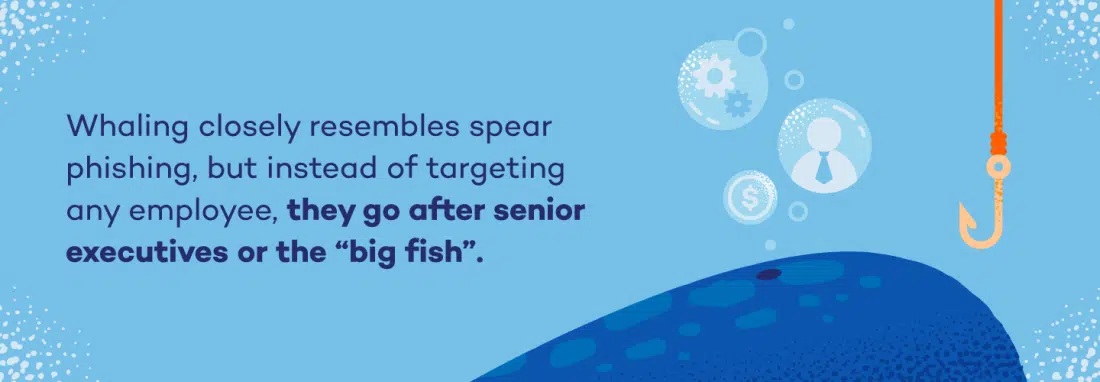 Whaling closely resembles spear
phishing, but instead of targeting
any employee, they go after senior
executives or the “big fish”.
$